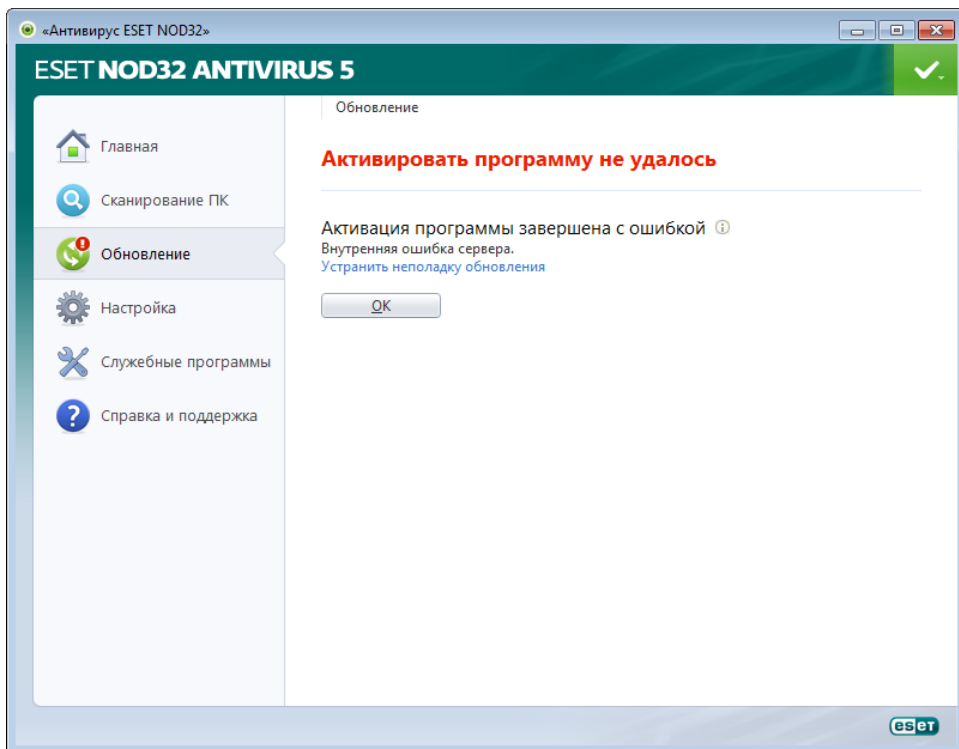 «Антивирус ESET NOD32»
ESET NOD32 ANTIVIRUS 5
Обновление
Активировать программу не удалось
Активация программы завершена с ошибкой
Внутренняя ошибка сервера.
Устранить неполадку обновления
OK
Главная
Сканирование ПК
Обновление
Настройка
Служебные программы
Справка и поддержка
eset